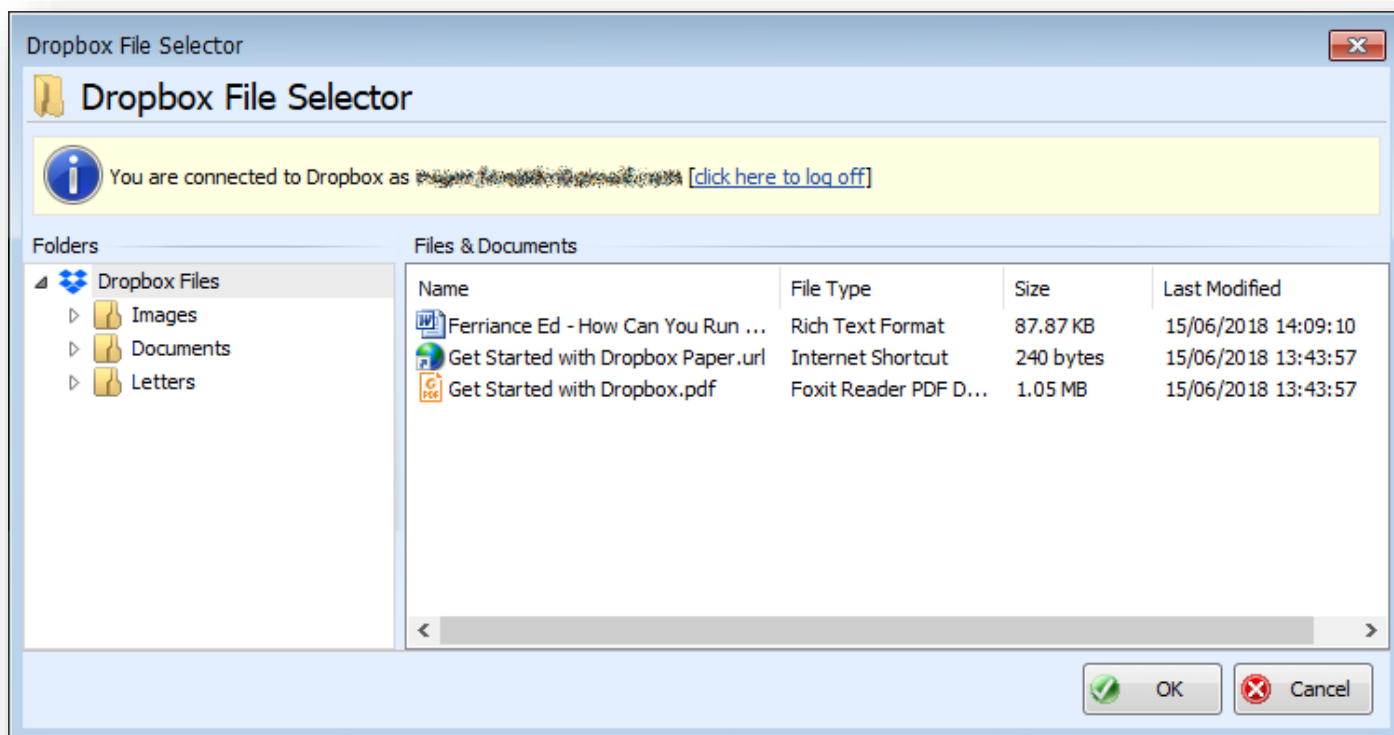 Dropbox File Selector
Dropbox File Selector
You are connected to Dropbox as [click here to log off]
Folders
Files & Documents
Dropbox Files
Images
Documents
Letters
Name File Type Size Last Modified
Ferriance Ed - How Can You Run ... Rich Text Format 87.87 KB 15/06/2018 14:09:10
Get Started with Dropbox Paper.url Internet Shortcut 240 bytes 15/06/2018 13:43:57
Get Started with Dropbox.pdf Foxit Reader PDF D... 1.05 MB 15/06/2018 13:43:57
OK Cancel